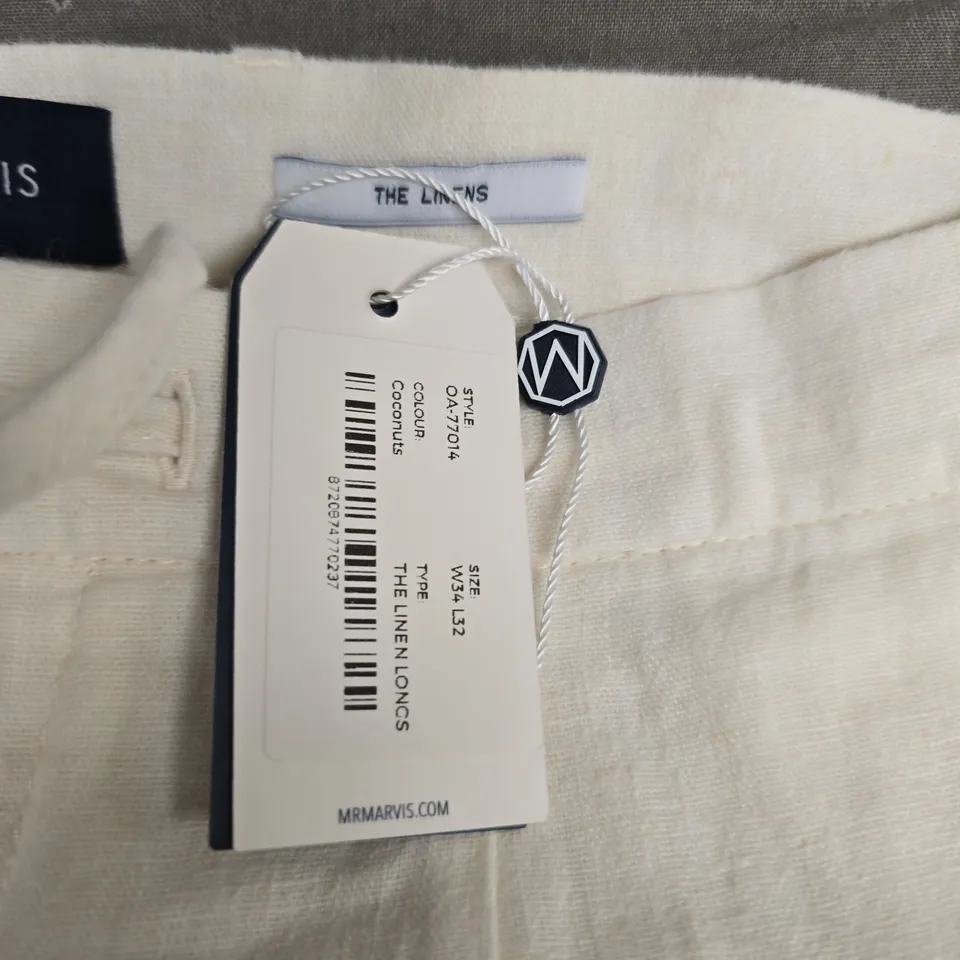 IS
THE LINENS
STYLE:
OA-77014
SIZE:
W34 L32
COLOUR:
Coconuts
TYPE:
THE LINEN LONGS
8720874770237
MRMARVIS.COM